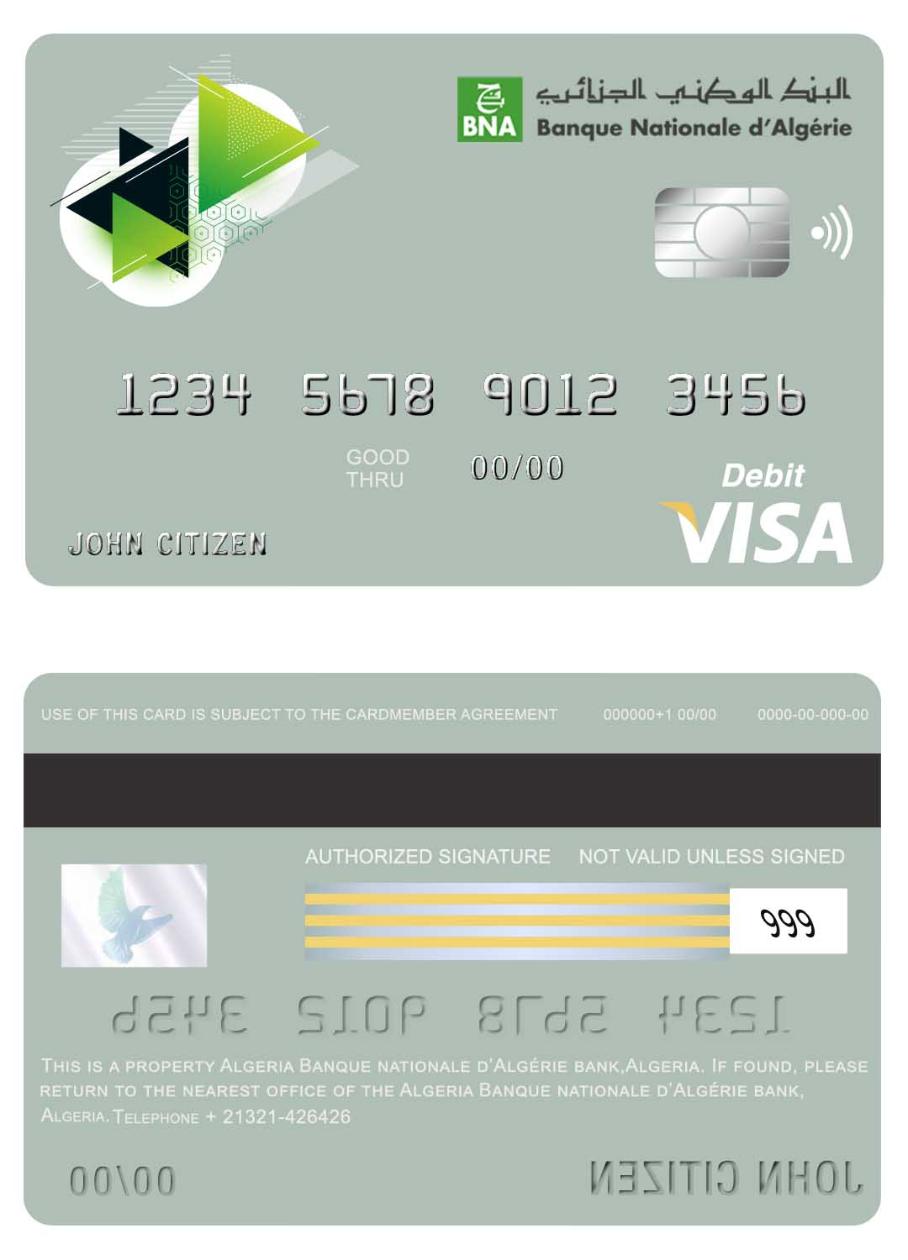 البنك الوطني الجزائري
BNA Banque Nationale d'Algérie
1234 5678 9012 3456
GOOD THRU 00/00
Debit
VISA
JOHN CITIZEN
USE OF THIS CARD IS SUBJECT TO THE CARDMEMBER AGREEMENT 000000+1 00/00 0000-00-000-00
AUTHORIZED SIGNATURE NOT VALID UNLESS SIGNED
999
1234 5678 9012 3456
THIS IS A PROPERTY ALGERIA BANQUE NATIONALE D'ALGÉRIE BANK,ALGERIA. IF FOUND, PLEASE
RETURN TO THE NEAREST OFFICE OF THE ALGERIA BANQUE NATIONALE D'ALGÉRIE BANK,
ALGERIA. TELEPHONE + 21321-426426
00/00 JOHN CITIZEN